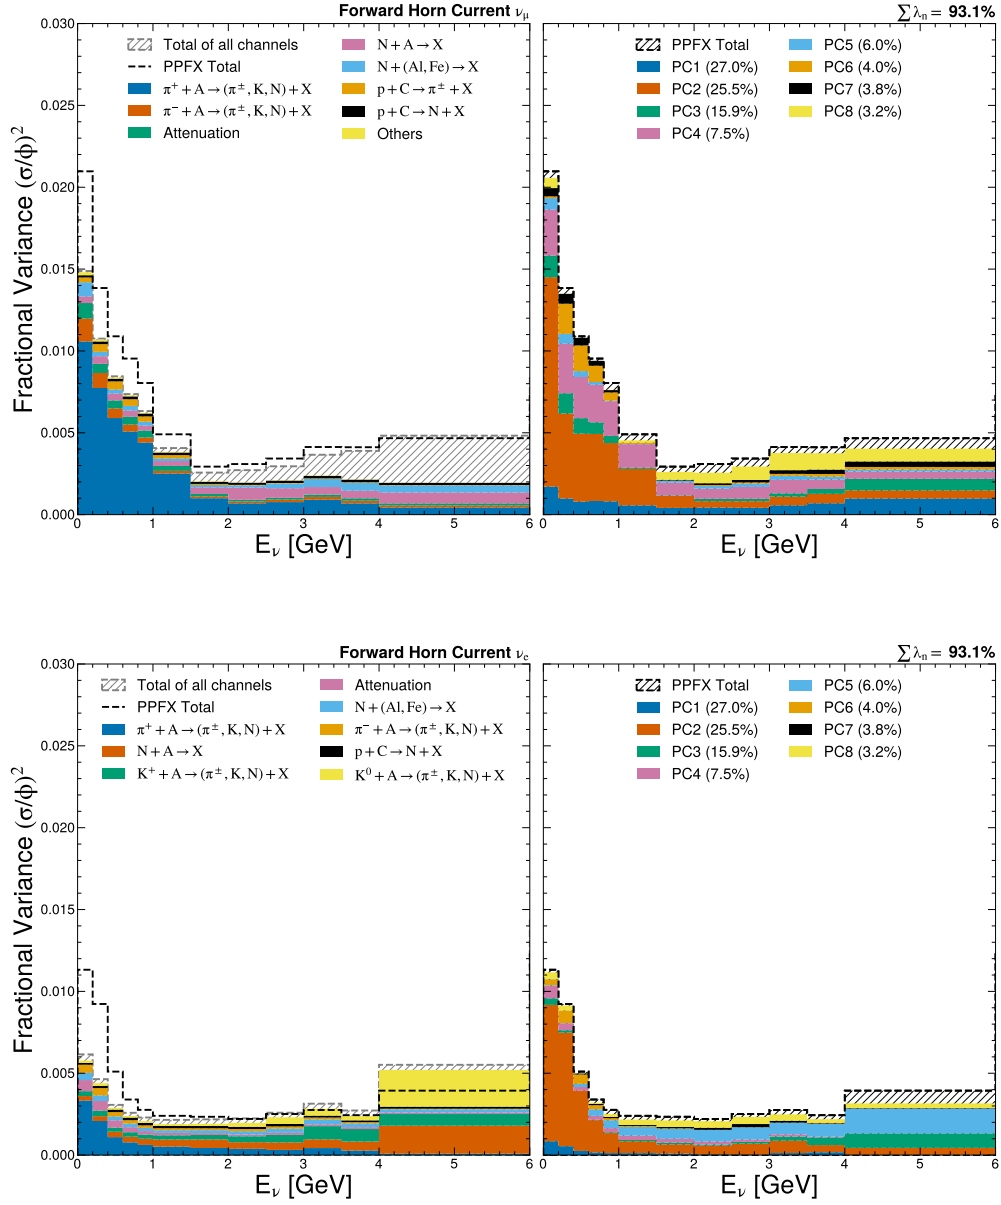 Forward Horn Current ν_μ
Total of all channels
PPFX Total
π⁺ + A → (π^±, K, N) + X
π⁻ + A → (π^±, K, N) + X
Attenuation
N + A → X
N + (Al, Fe) → X
p + C → π^± + X
p + C → N + X
Others
Fractional Variance (σ/ϕ)²
0.030
0.025
0.020
0.015
0.010
0.005
0.000
0 1 2 3 4 5 6
E_ν [GeV]
∑ λₙ = 93.1%
PPFX Total
PC1 (27.0%)
PC2 (25.5%)
PC3 (15.9%)
PC4 (7.5%)
PC5 (6.0%)
PC6 (4.0%)
PC7 (3.8%)
PC8 (3.2%)
0 1 2 3 4 5 6
E_ν [GeV]
Forward Horn Current ν_e
Total of all channels
PPFX Total
π⁺ + A → (π^±, K, N) + X
N + A → X
K⁺ + A → (π^±, K, N) + X
Attenuation
N + (Al, Fe) → X
π⁻ + A → (π^±, K, N) + X
p + C → N + X
K⁰ + A → (π^±, K, N) + X
Fractional Variance (σ/ϕ)²
0.030
0.025
0.020
0.015
0.010
0.005
0.000
0 1 2 3 4 5 6
E_ν [GeV]
∑ λₙ = 93.1%
PPFX Total
PC1 (27.0%)
PC2 (25.5%)
PC3 (15.9%)
PC4 (7.5%)
PC5 (6.0%)
PC6 (4.0%)
PC7 (3.8%)
PC8 (3.2%)
0 1 2 3 4 5 6
E_ν [GeV]